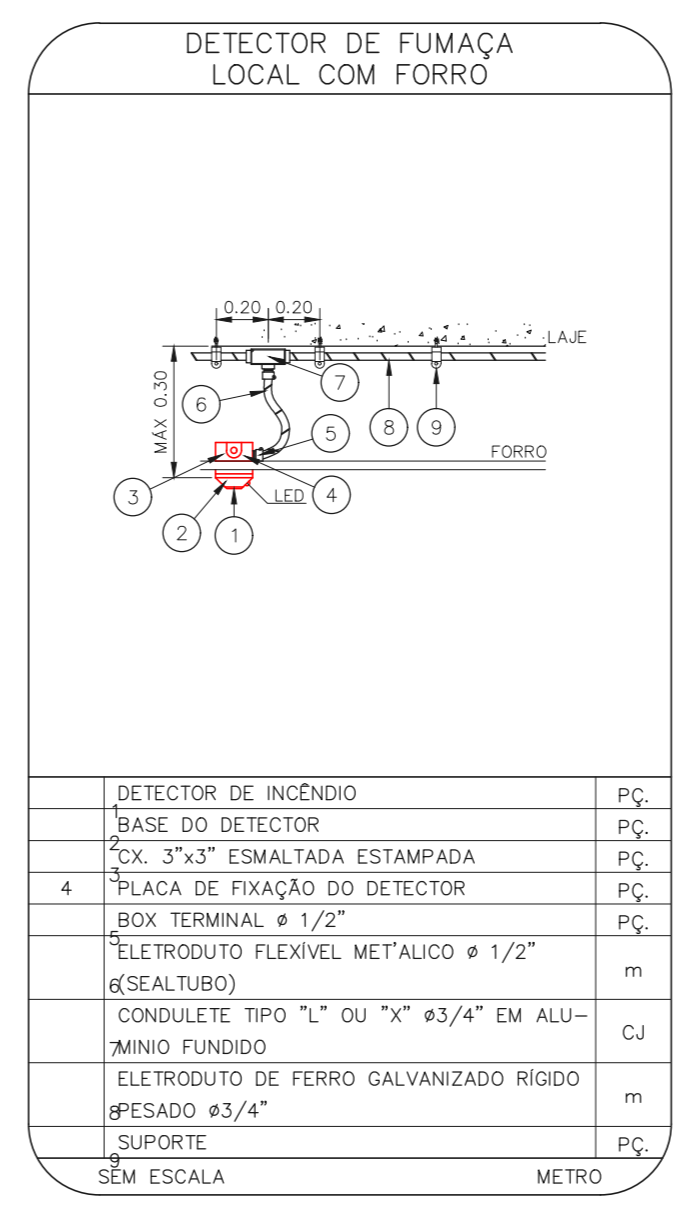 DETECTOR DE FUMAÇA
LOCAL COM FORRO
0.20 0.20
LAJE
MÁX 0.30
7
6
5
8
9
FORRO
3
4
LED
2
1
DETECTOR DE INCÊNDIO PÇ.
1
BASE DO DETECTOR PÇ.
2
CX. 3"x3" ESMALTADA ESTAMPADA PÇ.
3
4 PLACA DE FIXAÇÃO DO DETECTOR PÇ.
BOX TERMINAL ø 1/2" PÇ.
5
ELETRODUTO FLEXÍVEL MET'ALICO ø 1/2"
6 (SEALTUBO) m
CONDULETE TIPO "L" OU "X" ø3/4" EM ALU-
7 MINIO FUNDIDO CJ
ELETRODUTO DE FERRO GALVANIZADO RÍGIDO
8 PESADO ø3/4" m
SUPORTE PÇ.
9
SEM ESCALA METRO